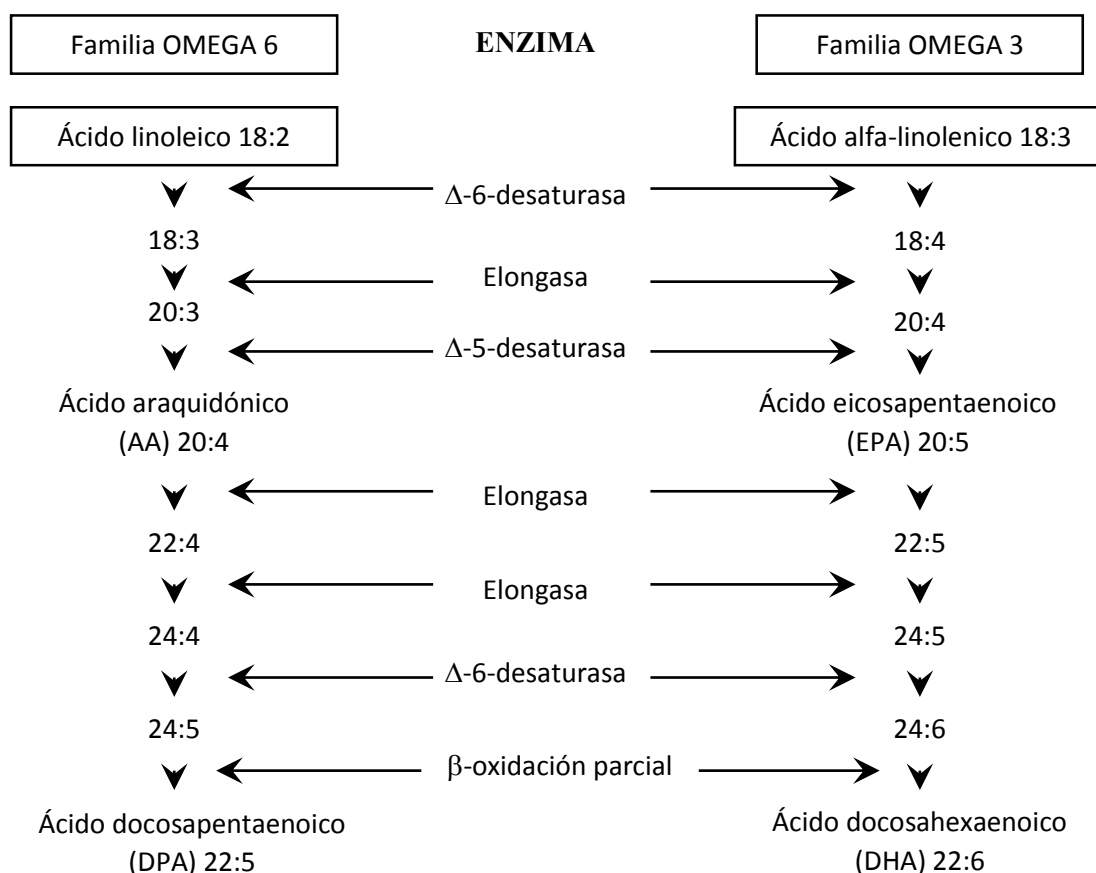 Familia OMEGA 6
ENZIMA
Familia OMEGA 3
Ácido linoleico 18:2
Ácido alfa-linolenico 18:3
Δ-6-desaturasa
18:3
18:4
Elongasa
20:3
20:4
Δ-5-desaturasa
Ácido araquidónico
(AA) 20:4
Ácido eicosapentaenoico
(EPA) 20:5
Elongasa
22:4
22:5
Elongasa
24:4
24:5
Δ-6-desaturasa
24:5
24:6
β-oxidación parcial
Ácido docosapentaenoico
(DPA) 22:5
Ácido docosahexaenoico
(DHA) 22:6